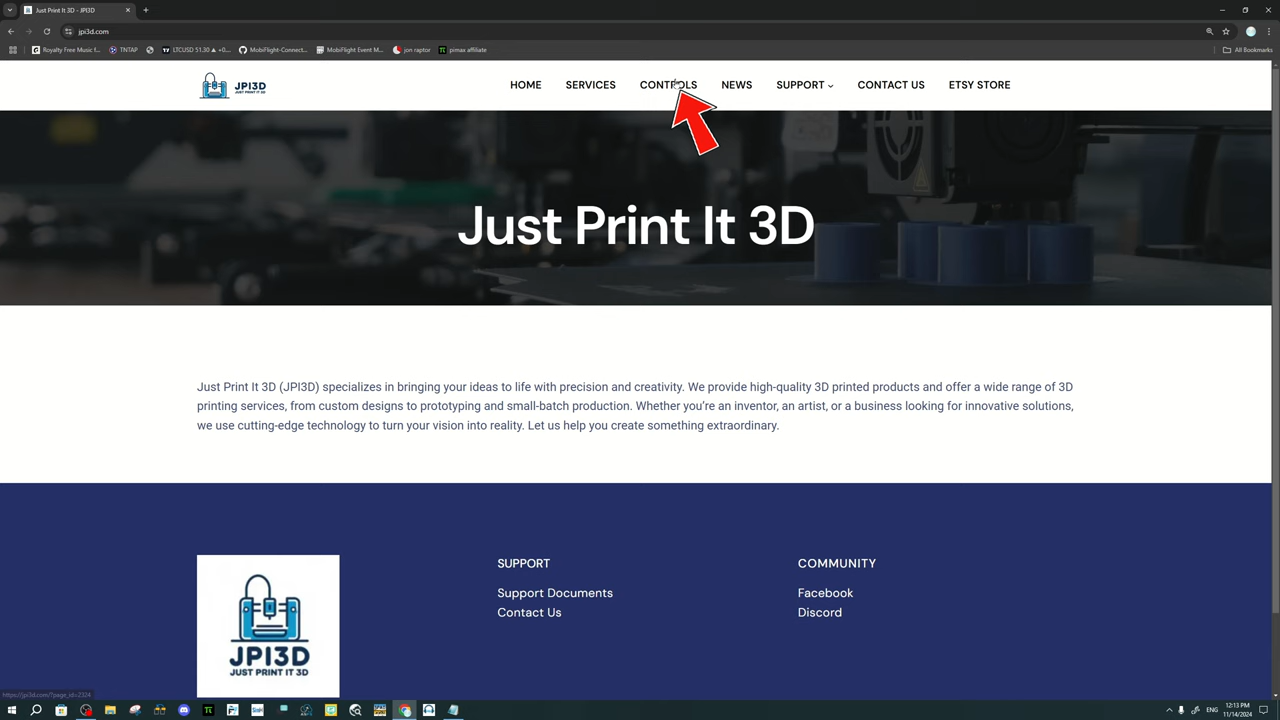 Just Print It 3D - JPI3D
jpi3d.com
Royalty Free Music f...
TNTAP
LTCUSD 51.30 ▲ +0....
MobiFlight-Connect...
MobiFlight Event M...
jon raptor
pimax affiliate
All Bookmarks
JPI3D
JUST PRINT IT 3D
HOME
SERVICES
CONTROLS
NEWS
SUPPORT
CONTACT US
ETSY STORE
Just Print It 3D
Just Print It 3D (JPI3D) specializes in bringing your ideas to life with precision and creativity. We provide high-quality 3D printed products and offer a wide range of 3D
printing services, from custom designs to prototyping and small-batch production. Whether you're an inventor, an artist, or a business looking for innovative solutions,
we use cutting-edge technology to turn your vision into reality. Let us help you create something extraordinary.
JPI3D
JUST PRINT IT 3D
SUPPORT
Support Documents
Contact Us
COMMUNITY
Facebook
Discord
https://jpi3d.com/?page_id=2324
ENG
12:13 PM
11/14/2024